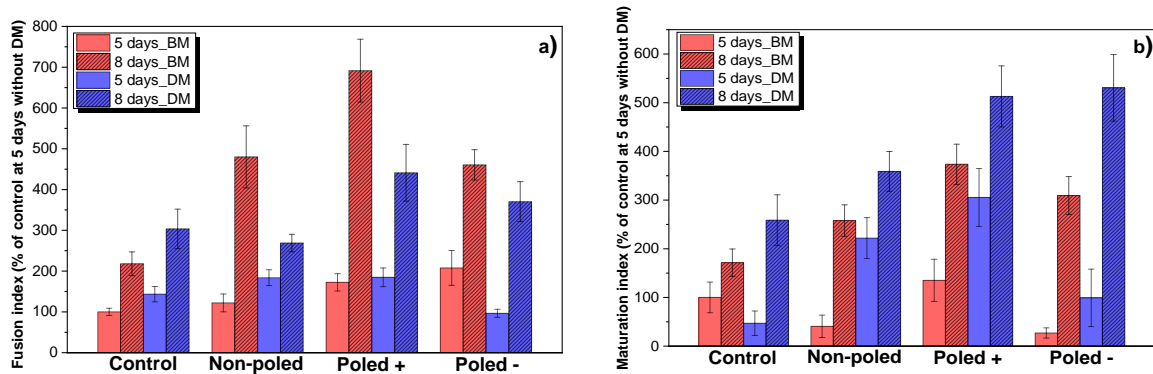 a)
5 days_BM
8 days_BM
5 days_DM
8 days_DM
Fusion index (% of control at 5 days without DM)
800
700
600
500
400
300
200
100
0
Control Non-poled Poled + Poled -
b)
5 days_BM
8 days_BM
5 days_DM
8 days_DM
Maturation index (% of control at 5 days without DM)
600
500
400
300
200
100
0
Control Non-poled Poled + Poled -